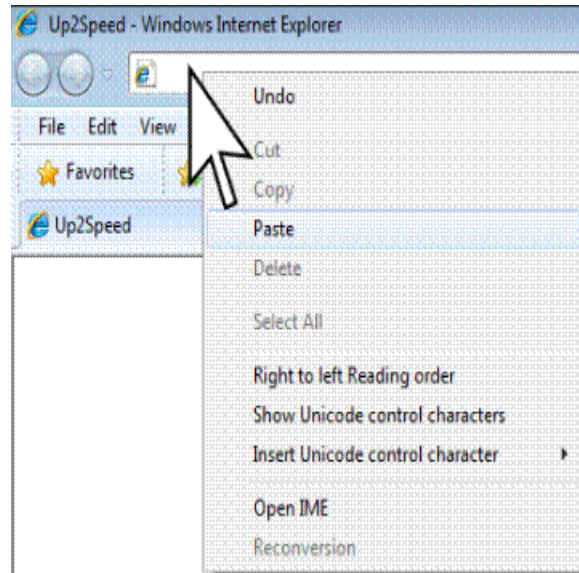 Up2Speed - Windows Internet Explorer
File Edit View
Favorites
Up2Speed
Undo
Cut
Copy
Paste
Delete
Select All
Right to left Reading order
Show Unicode control characters
Insert Unicode control character
Open IME
Reconversion